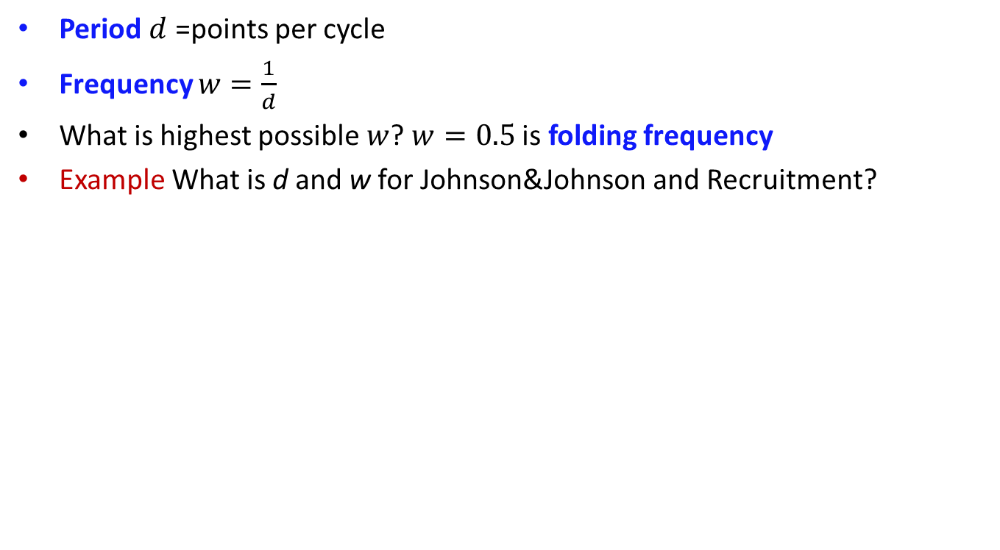 • Period d =points per cycle
• Frequency w = 1/d
• What is highest possible w? w = 0.5 is folding frequency
• Example What is d and w for Johnson&Johnson and Recruitment?